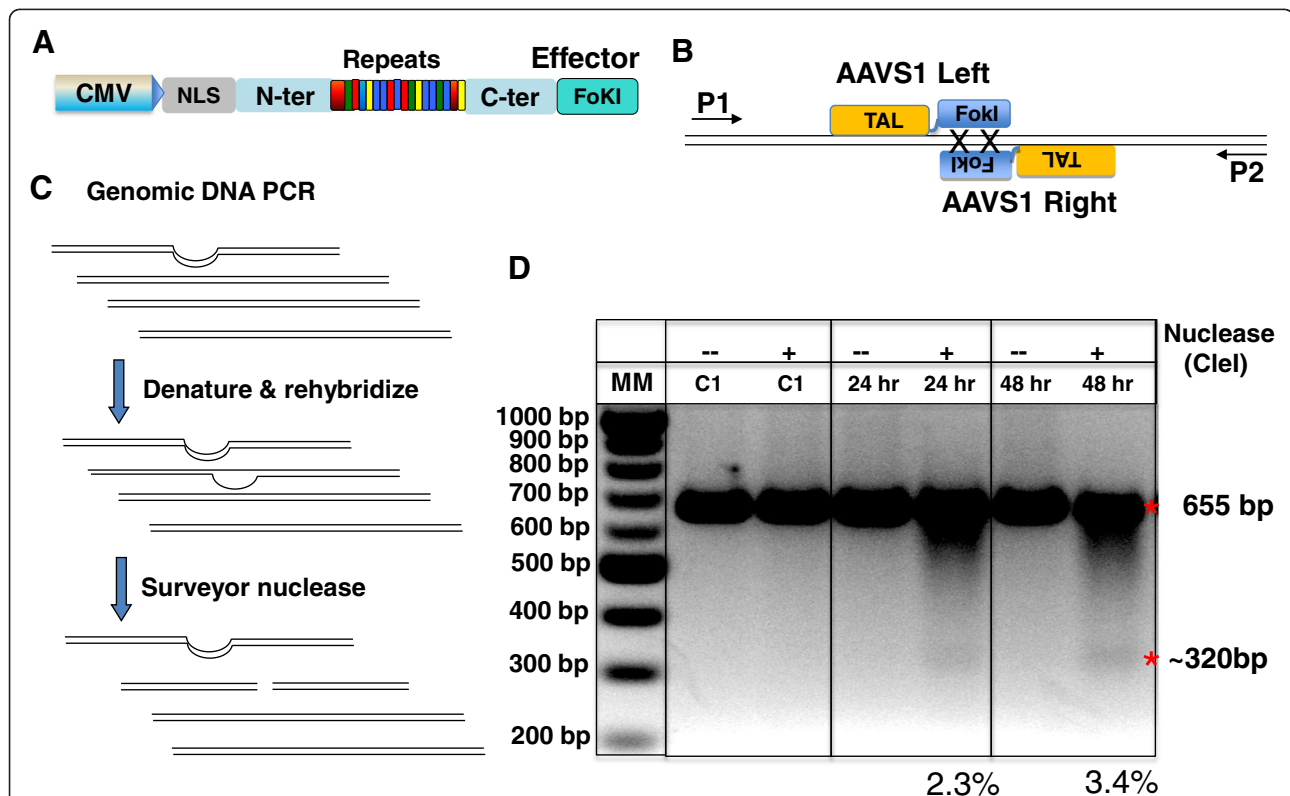 A
Repeats
Effector
CMV
NLS
N-ter
C-ter
FoKI
B
AAVS1 Left
P1
TAL
FokI
FokI
TAL
P2
AAVS1 Right
C
Genomic DNA PCR
Denature & rehybridize
Surveyor nuclease
D
-- + -- + -- +
Nuclease
(CleI)
MM C1 C1 24 hr 24 hr 48 hr 48 hr
1000 bp
900 bp
800 bp
700 bp
600 bp
500 bp
400 bp
300 bp
200 bp
* 655 bp
* ~320bp
2.3% 3.4%